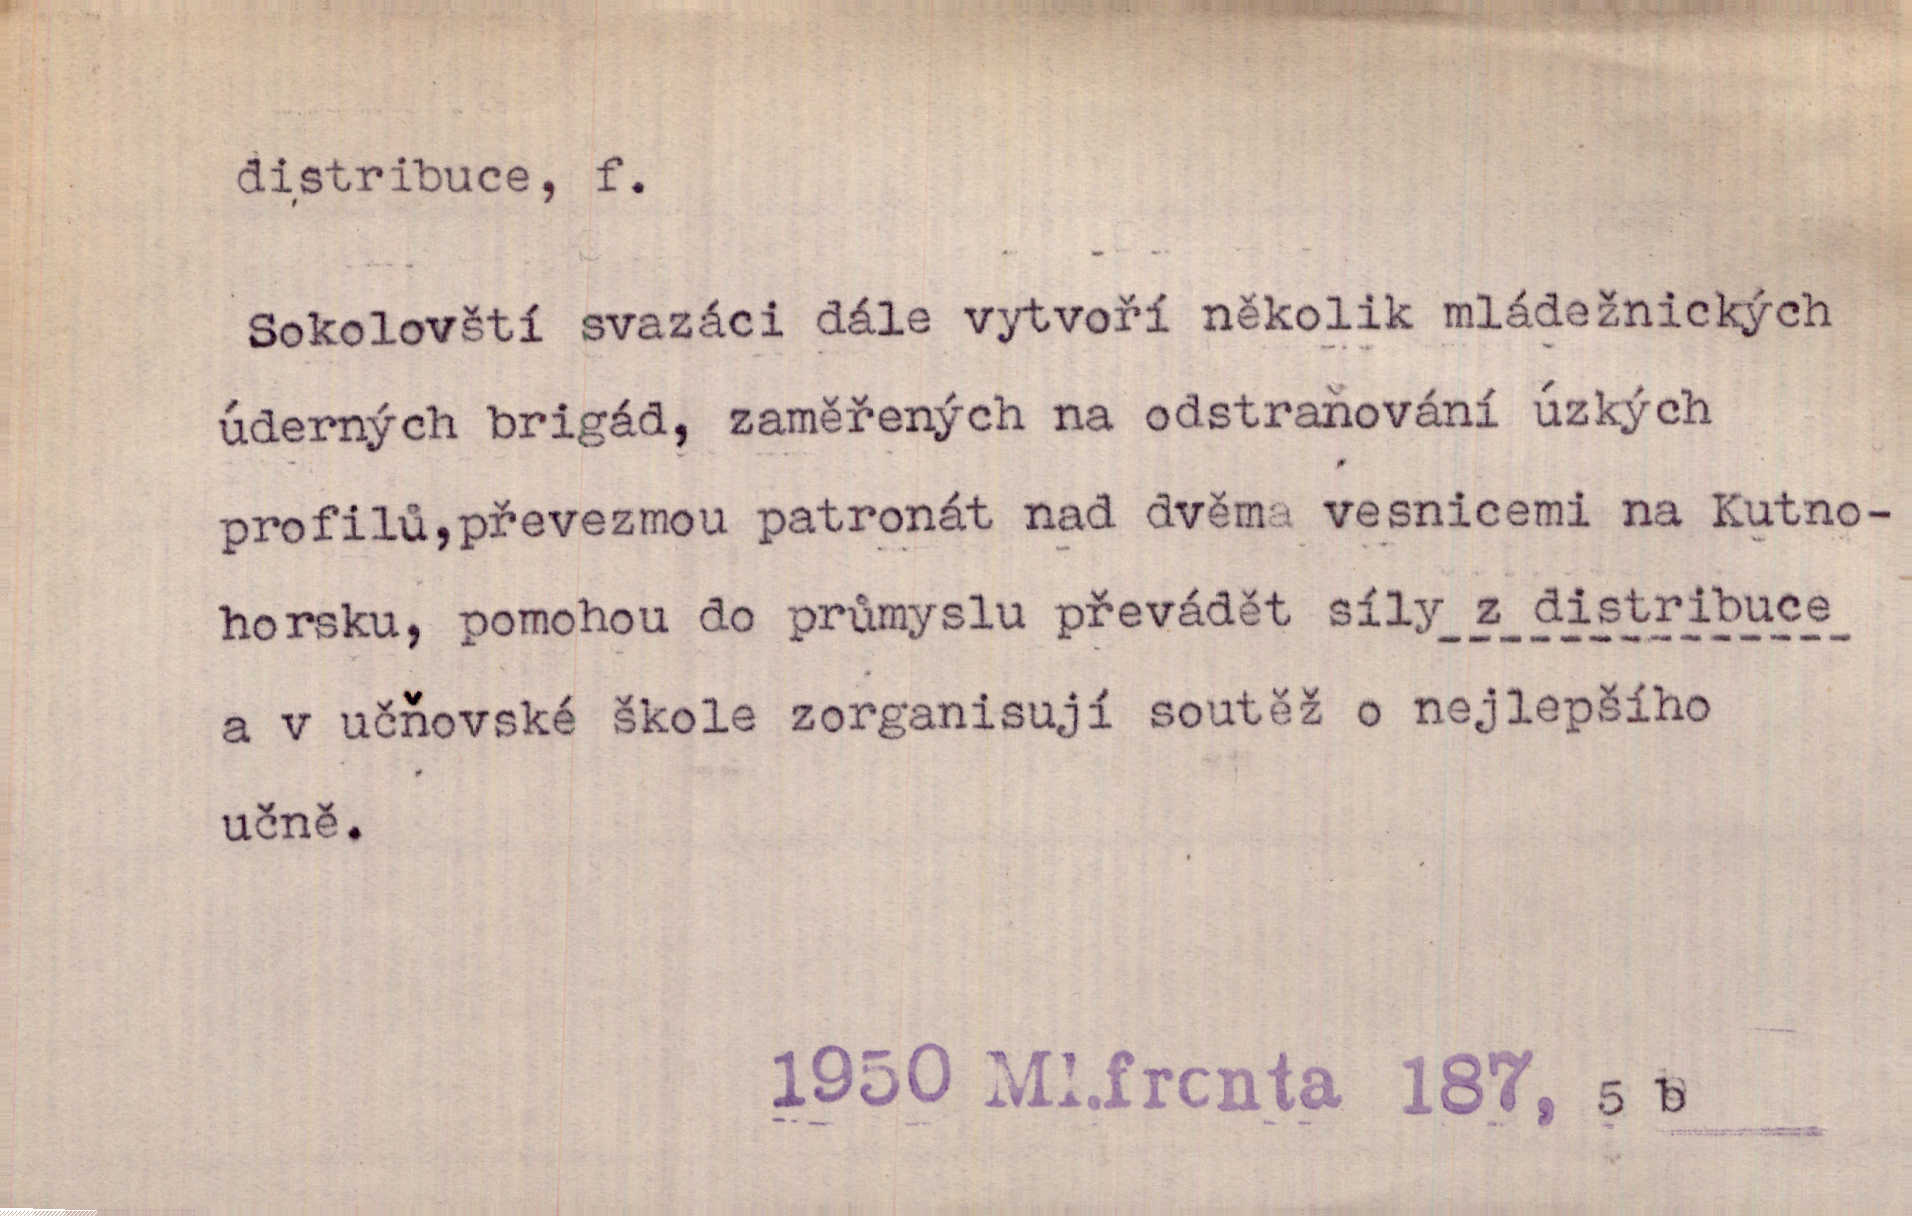 distribuce, f.
Sokolovští svazáci dále vytvoří několik mládežnických
úderných brigád, zaměřených na odstraňování úzkých
profilů,převezmou patronát nad dvěma vesnicemi na Kutno-
horsku, pomohou do průmyslu převádět síly z distribuce
a v učňovské škole zorganisují soutěž o nejlepšího
učně.
1950 Ml.fronta 187, 5 b